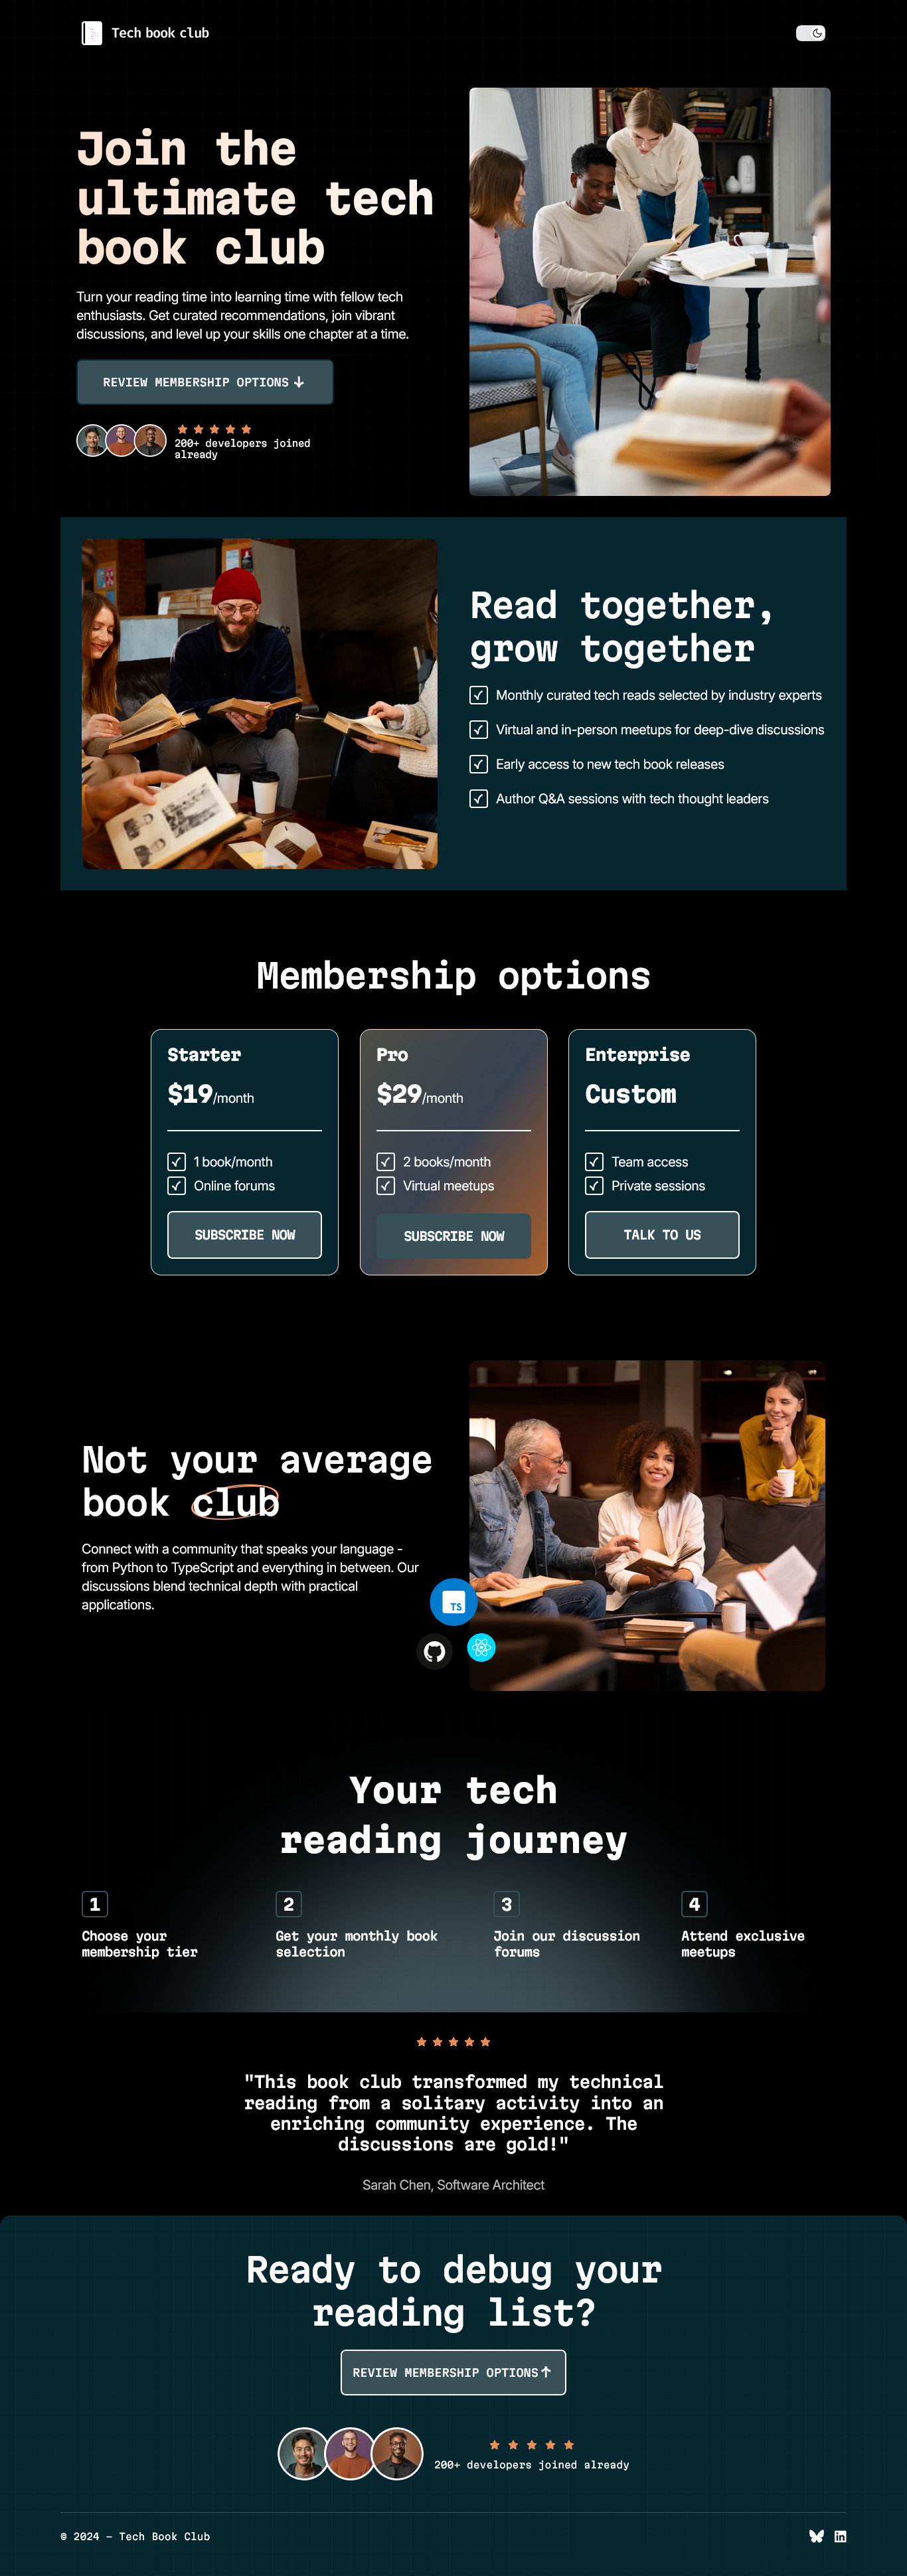 Tech book club
Join the
ultimate tech
book club
Turn your reading time into learning time with fellow tech
enthusiasts. Get curated recommendations, join vibrant
discussions, and level up your skills one chapter at a time.
REVIEW MEMBERSHIP OPTIONS
200+ developers joined
already
Read together,
grow together
Monthly curated tech reads selected by industry experts
Virtual and in-person meetups for deep-dive discussions
Early access to new tech book releases
Author Q&A sessions with tech thought leaders
Membership options
Starter
$19/month
1 book/month
Online forums
SUBSCRIBE NOW
Pro
$29/month
2 books/month
Virtual meetups
SUBSCRIBE NOW
Enterprise
Custom
Team access
Private sessions
TALK TO US
Not your average
book club
Connect with a community that speaks your language -
from Python to TypeScript and everything in between. Our
discussions blend technical depth with practical
applications.
TS
Your tech
reading journey
1
Choose your
membership tier
2
Get your monthly book
selection
3
Join our discussion
forums
4
Attend exclusive
meetups
"This book club transformed my technical
reading from a solitary activity into an
enriching community experience. The
discussions are gold!"
Sarah Chen, Software Architect
Ready to debug your
reading list?
REVIEW MEMBERSHIP OPTIONS
200+ developers joined already
© 2024 - Tech Book Club
in